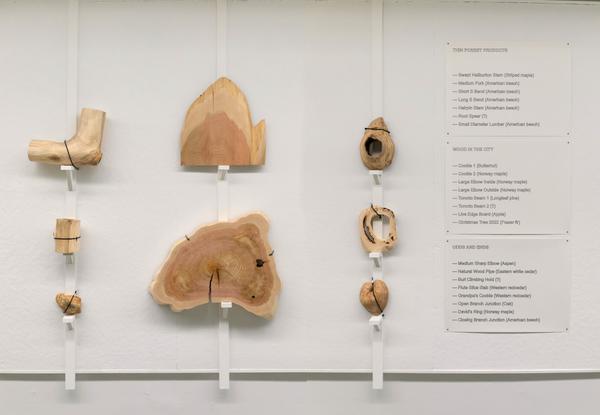 THIN FOREST PRODUCTS
— Swept Haliburton Stem (Striped maple)
— Medium Fork (American beech)
— Short S Bend (American beech)
— Long S Bend (American beech)
— Halcyon Stem (American beech)
— Root Spear (?)
— Small Diameter Lumber (American beech)
WOOD IN THE CITY
— Cookie 1 (Butternut)
— Cookie 2 (Norway maple)
— Large Elbow Inside (Norway maple)
— Large Elbow Outside (Norway maple)
— Toronto Beam 1 (Longleaf pine)
— Toronto Beam 2 (?)
— Live Edge Board (Apple)
— Christmas Tree 2022 (Fraser fir)
ODDS AND ENDS
— Medium Sharp Elbow (Aspen)
— Natural Wood Pipe (Eastern white cedar)
— Burl Climbing Hold (?)
— Flute Slice Slab (Western redcedar)
— Grandpa's Cookie (Western redcedar)
— Open Branch Junction (Oak)
— David's Ring (Norway maple)
— Closing Branch Junction (American beech)